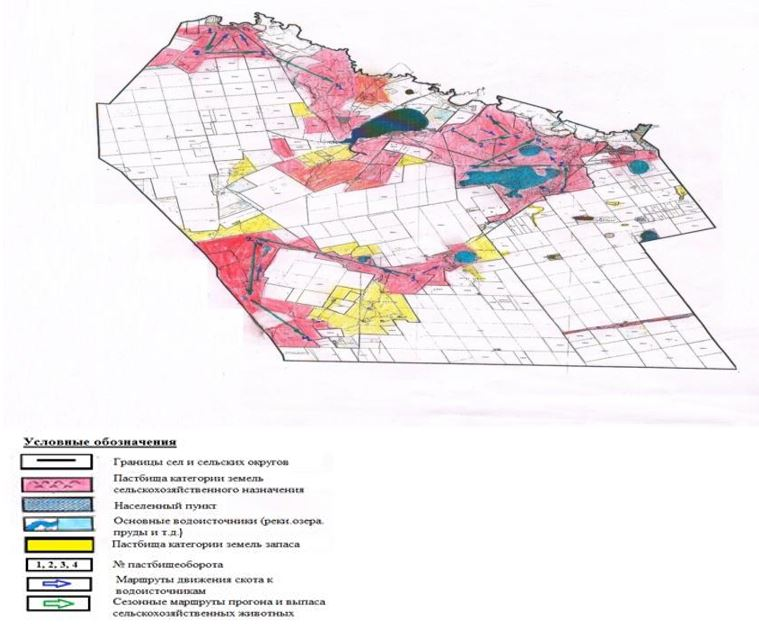 Условные обозначения
Границы сел и сельских округов
Пастбища категории земель
сельскохозяйственного назначения
Населенный пункт
Основные водоисточники (реки.озера.
пруды и т.д.)
Пастбища категории земель запаса
1, 2, 3, 4 № пастбищеоборота
Маршруты движения скота к
водоисточникам
Сезонные маршруты прогона и выпаса
сельскохозяйственных животных